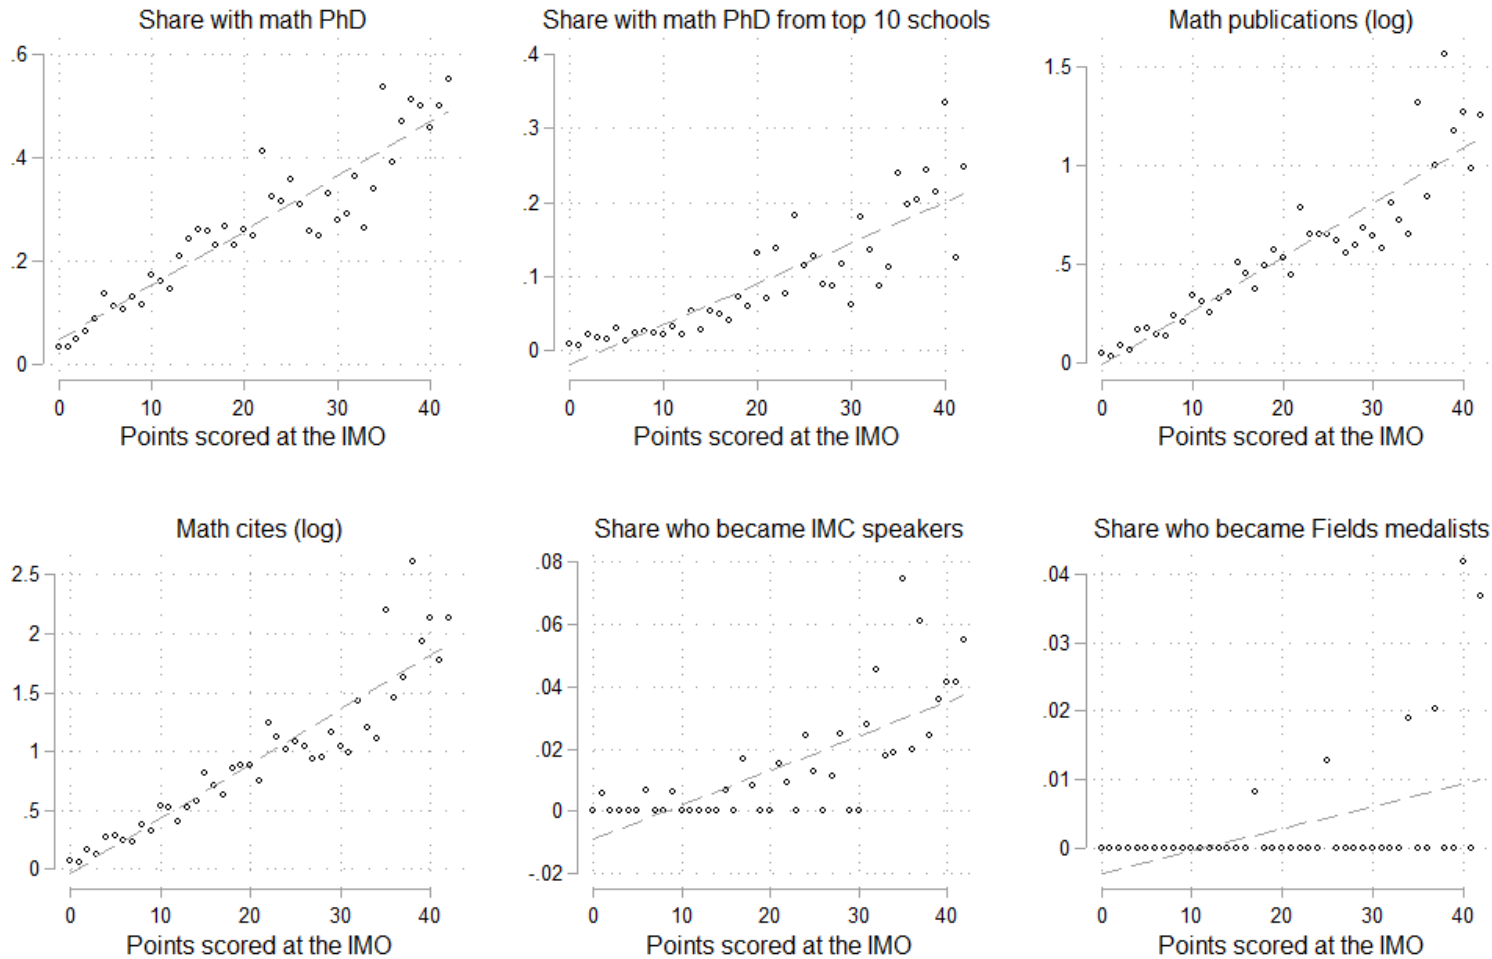 Share with math PhD
.6
.4
.2
0
0 10 20 30 40
Points scored at the IMO
Share with math PhD from top 10 schools
.4
.3
.2
.1
0
0 10 20 30 40
Points scored at the IMO
Math publications (log)
1.5
1
.5
0
0 10 20 30 40
Points scored at the IMO
Math cites (log)
2.5
2
1.5
1
.5
0
0 10 20 30 40
Points scored at the IMO
Share who became IMC speakers
.08
.06
.04
.02
0
-.02
0 10 20 30 40
Points scored at the IMO
Share who became Fields medalists
.04
.03
.02
.01
0
0 10 20 30 40
Points scored at the IMO